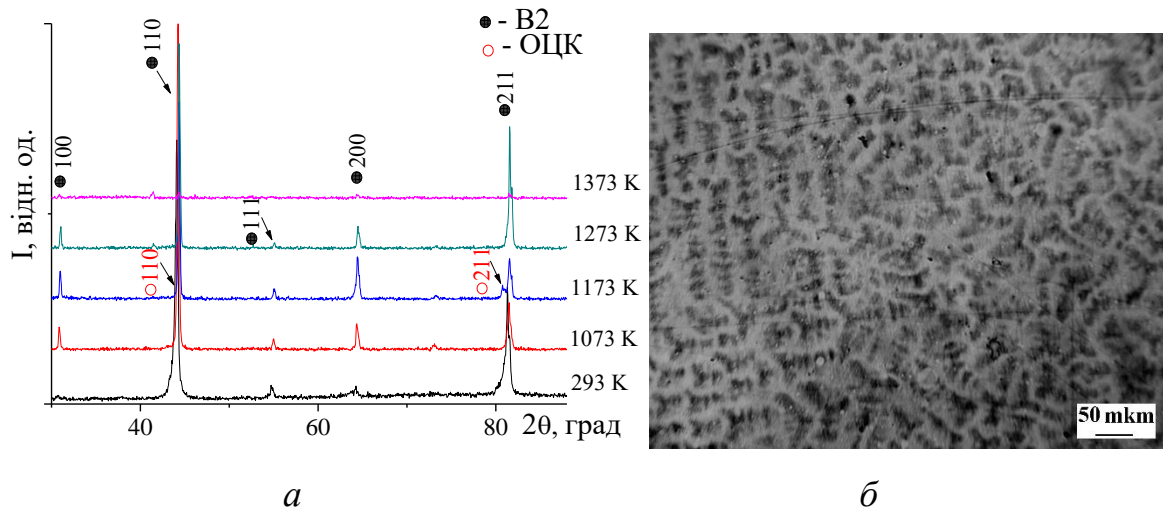 - B2
- ОЦК
I, відн. од.
100
110
111
200
211
110
211
1373 K
1273 K
1173 K
1073 K
293 K
40
60
80
2θ, град
50 mkm
а
б